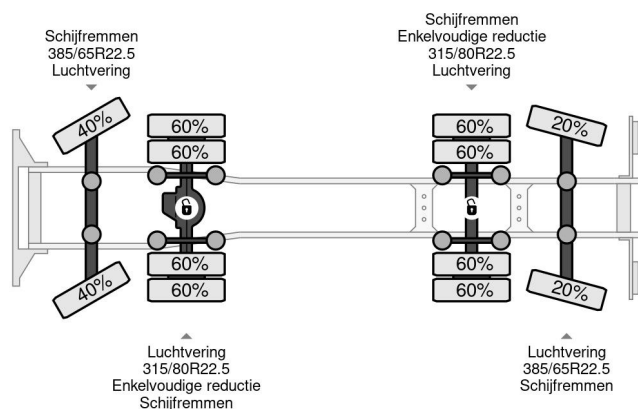 Schijfremmen
385/65R22.5
Luchtvering
Schijfremmen
Enkelvoudige reductie
315/80R22.5
Luchtvering
40%
60%
60%
60%
60%
20%
40%
60%
60%
60%
60%
20%
Luchtvering
315/80R22.5
Enkelvoudige reductie
Schijfremmen
Luchtvering
385/65R22.5
Schijfremmen